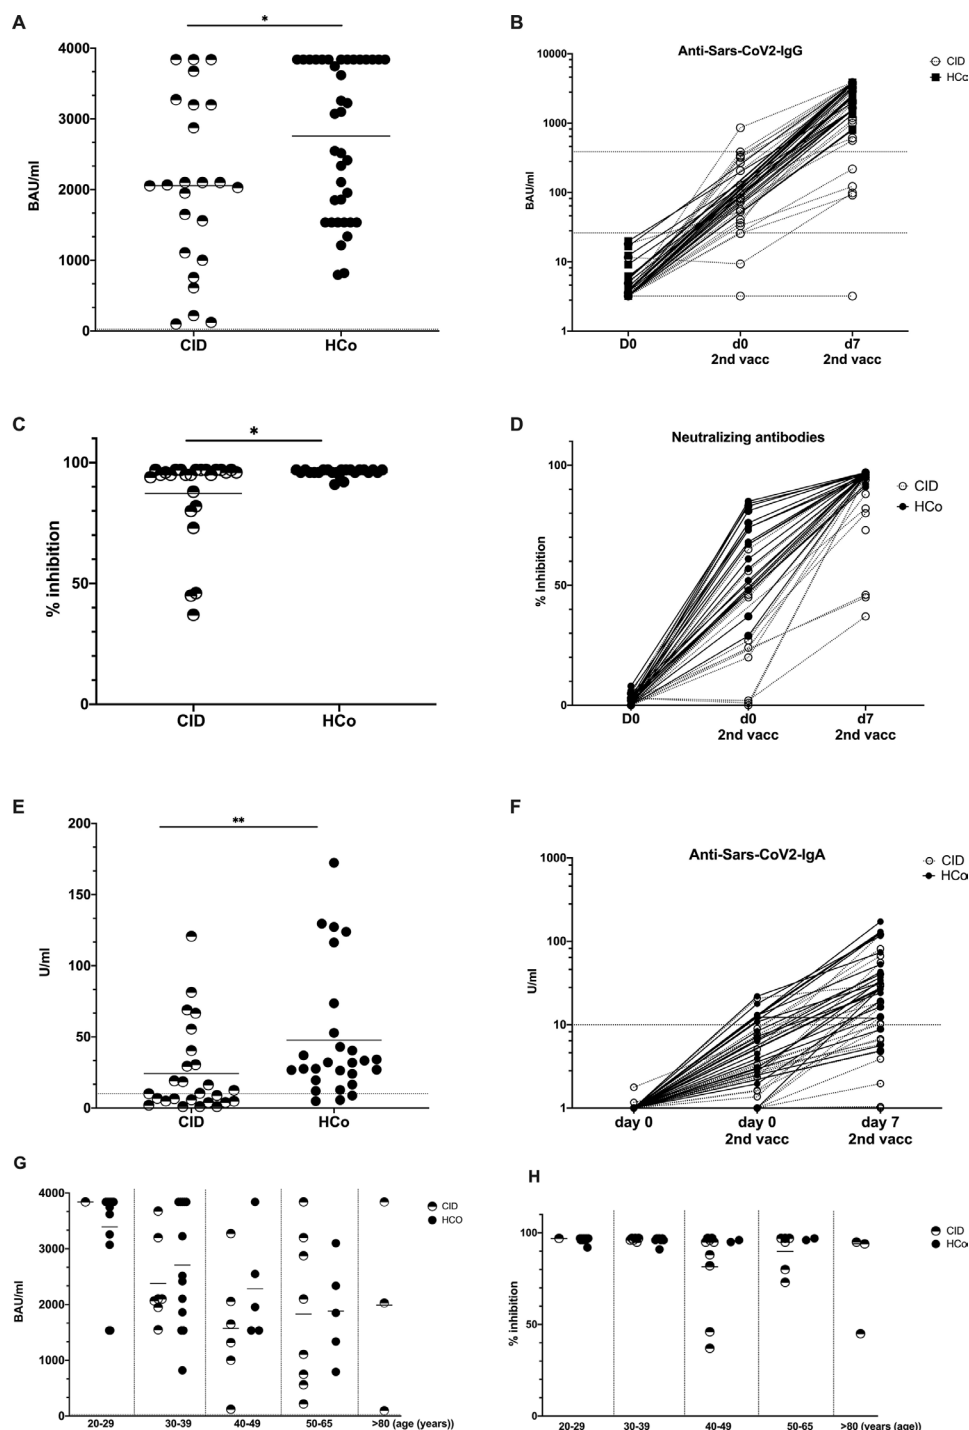 A
*
BAU/ml
4000
3000
2000
1000
0
CID
HCo
B
Anti-Sars-CoV2-IgG
CID
HCo
BAU/ml
10000
1000
100
10
1
D0
d0
d7
2nd vacc
2nd vacc
C
*
% inhibition
100
50
0
CID
HCo
D
Neutralizing antibodies
CID
HCo
% Inhibition
100
50
0
D0
d0
d7
2nd vacc
2nd vacc
E
**
U/ml
200
150
100
50
0
CID
HCo
F
Anti-Sars-CoV2-IgA
CID
HCo
U/ml
1000
100
10
1
day 0
day 0
day 7
2nd vacc
2nd vacc
G
CID
HCO
BAU/ml
4000
3000
2000
1000
0
20-29
30-39
40-49
50-65
>80 (age (years))
H
CID
HCo
% inhibition
100
50
0
20-29
30-39
40-49
50-65
>80 (years (age))